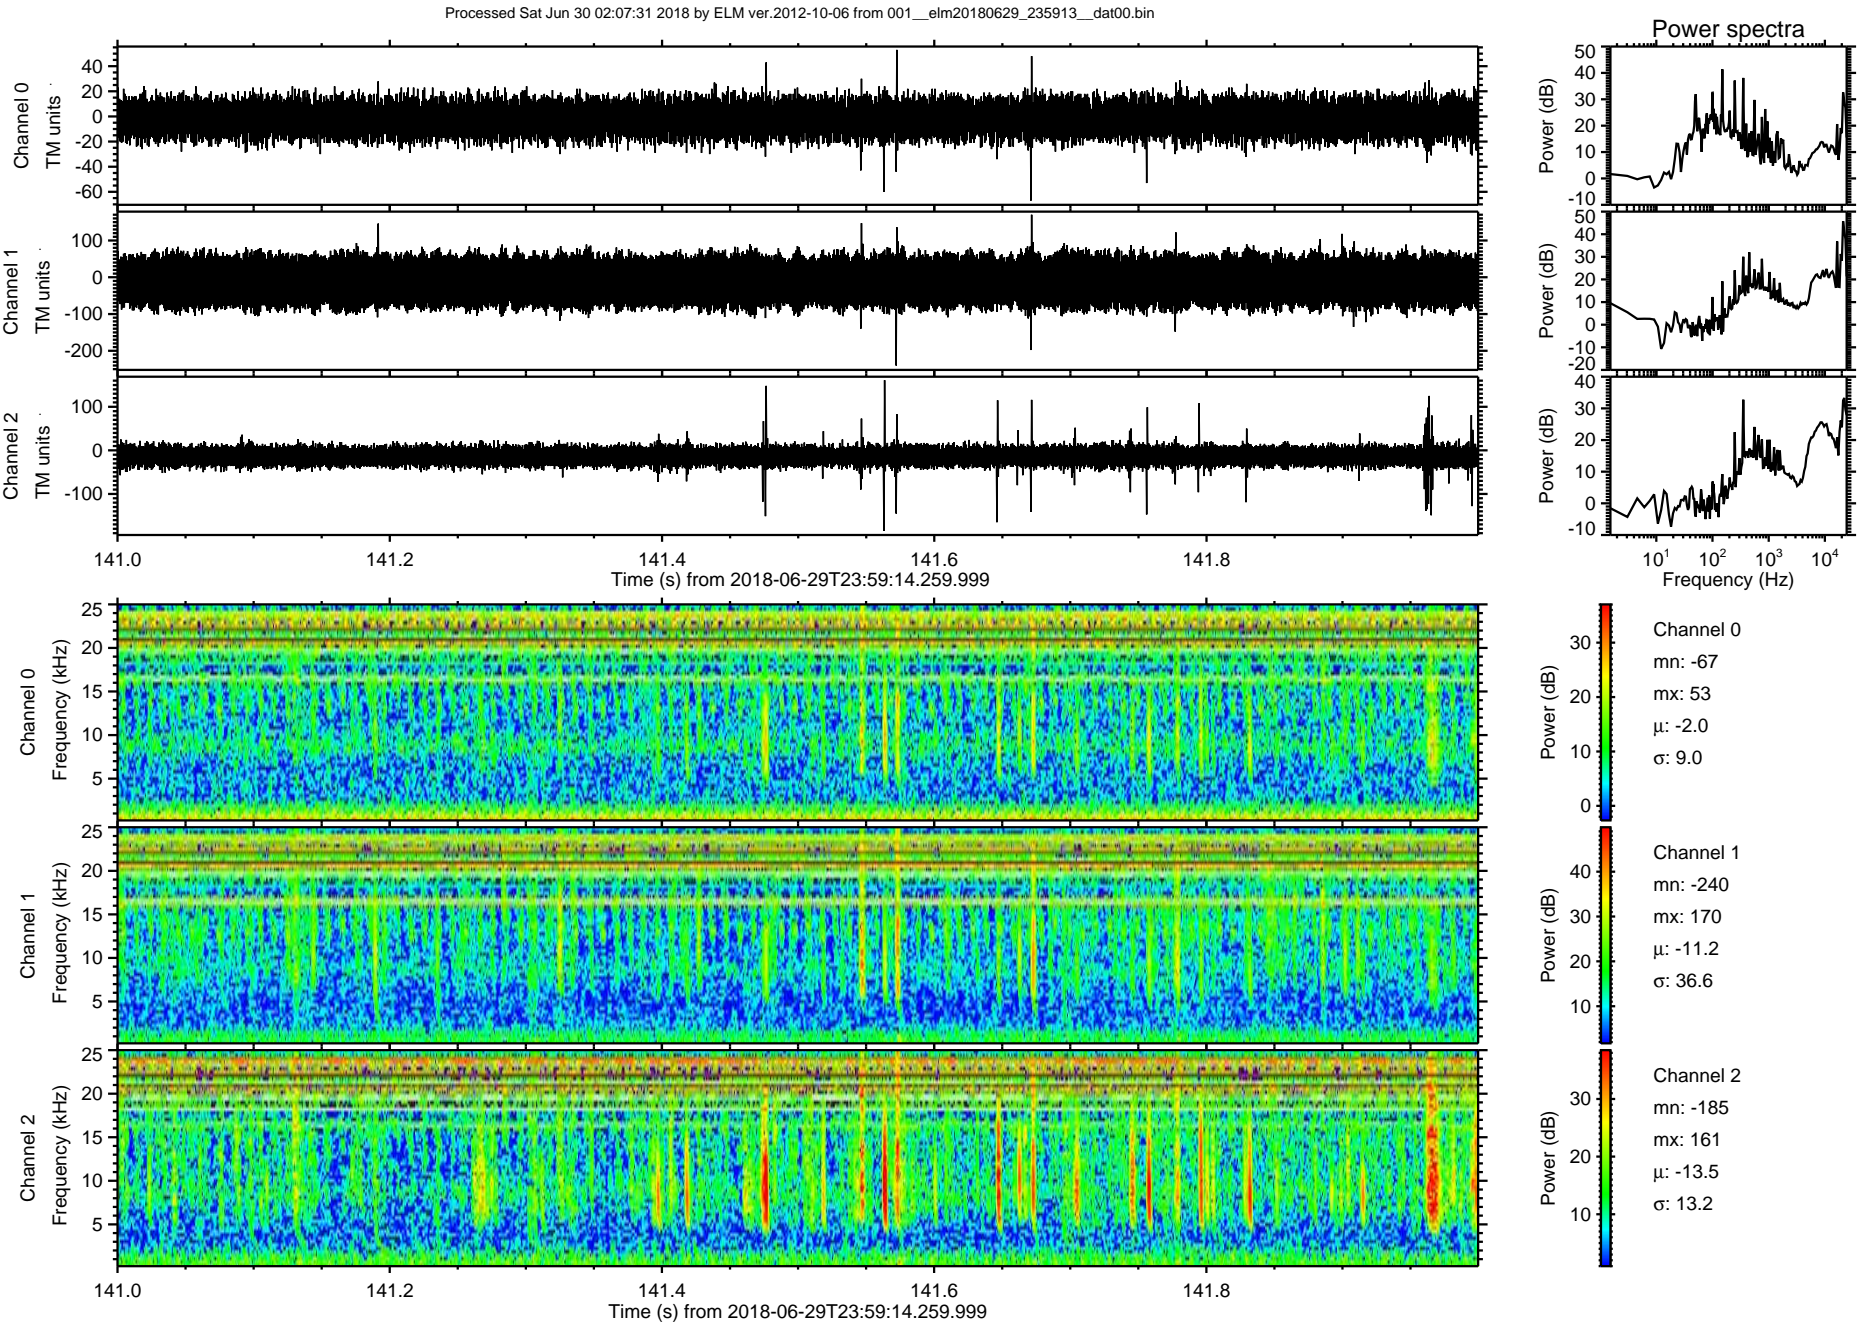 Processed Sat Jun 30 02:07:31 2018 by ELM ver.2012-10-06 from 001__elm20180629_235913__dat00.bin
Power spectra
Channel 0
TM units
40
20
0
-20
-40
-60
Power (dB)
50
40
30
20
10
0
-10
Channel 1
TM units
100
0
-100
-200
Power (dB)
50
40
30
20
10
0
-10
-20
Channel 2
TM units
100
0
-100
Power (dB)
40
30
20
10
0
-10
141.0 141.2 141.4 141.6 141.8
Time (s) from 2018-06-29T23:59:14.259.999
10^1 10^2 10^3 10^4
Frequency (Hz)
Channel 0
Frequency (kHz)
25
20
15
10
5
Power (dB)
30
20
10
0
Channel 0
mn: -67
mx: 53
μ: -2.0
σ: 9.0
Channel 1
Frequency (kHz)
25
20
15
10
5
Power (dB)
40
30
20
10
Channel 1
mn: -240
mx: 170
μ: -11.2
σ: 36.6
Channel 2
Frequency (kHz)
25
20
15
10
5
Power (dB)
30
20
10
Channel 2
mn: -185
mx: 161
μ: -13.5
σ: 13.2
141.0 141.2 141.4 141.6 141.8
Time (s) from 2018-06-29T23:59:14.259.999